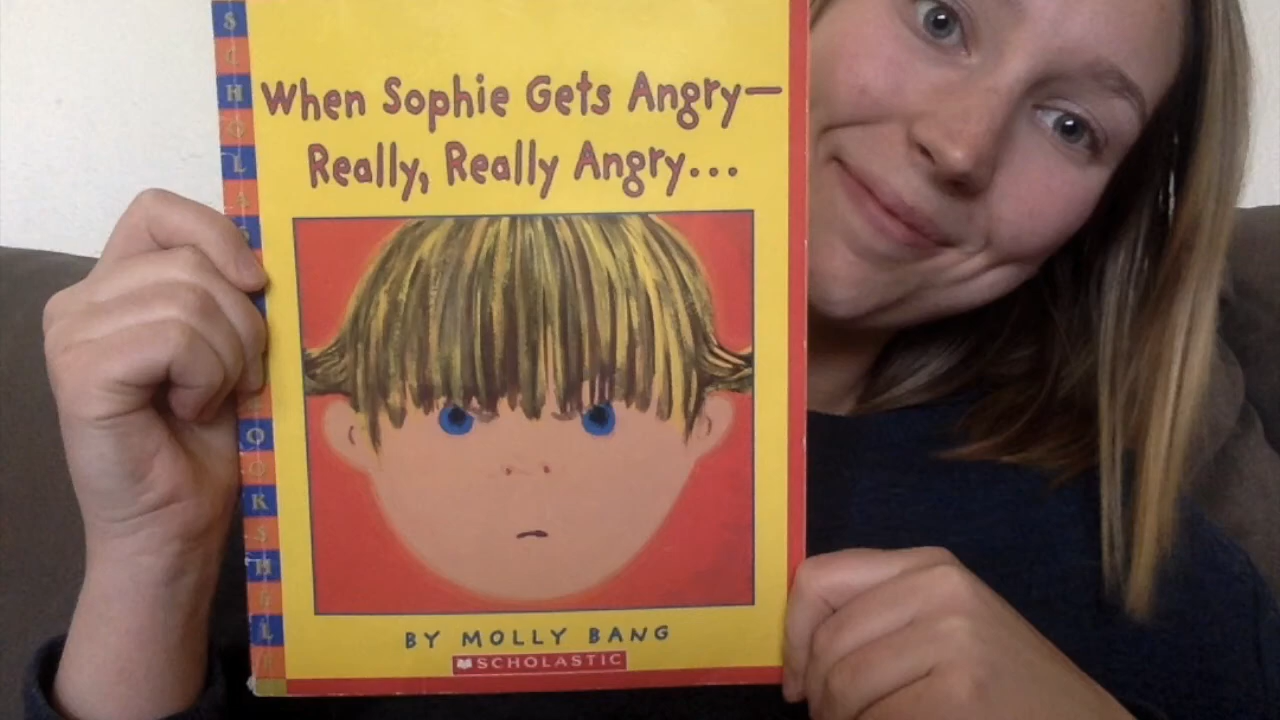 When Sophie Gets Angry—
Really, Really Angry...
BY MOLLY BANG
SCHOLASTIC